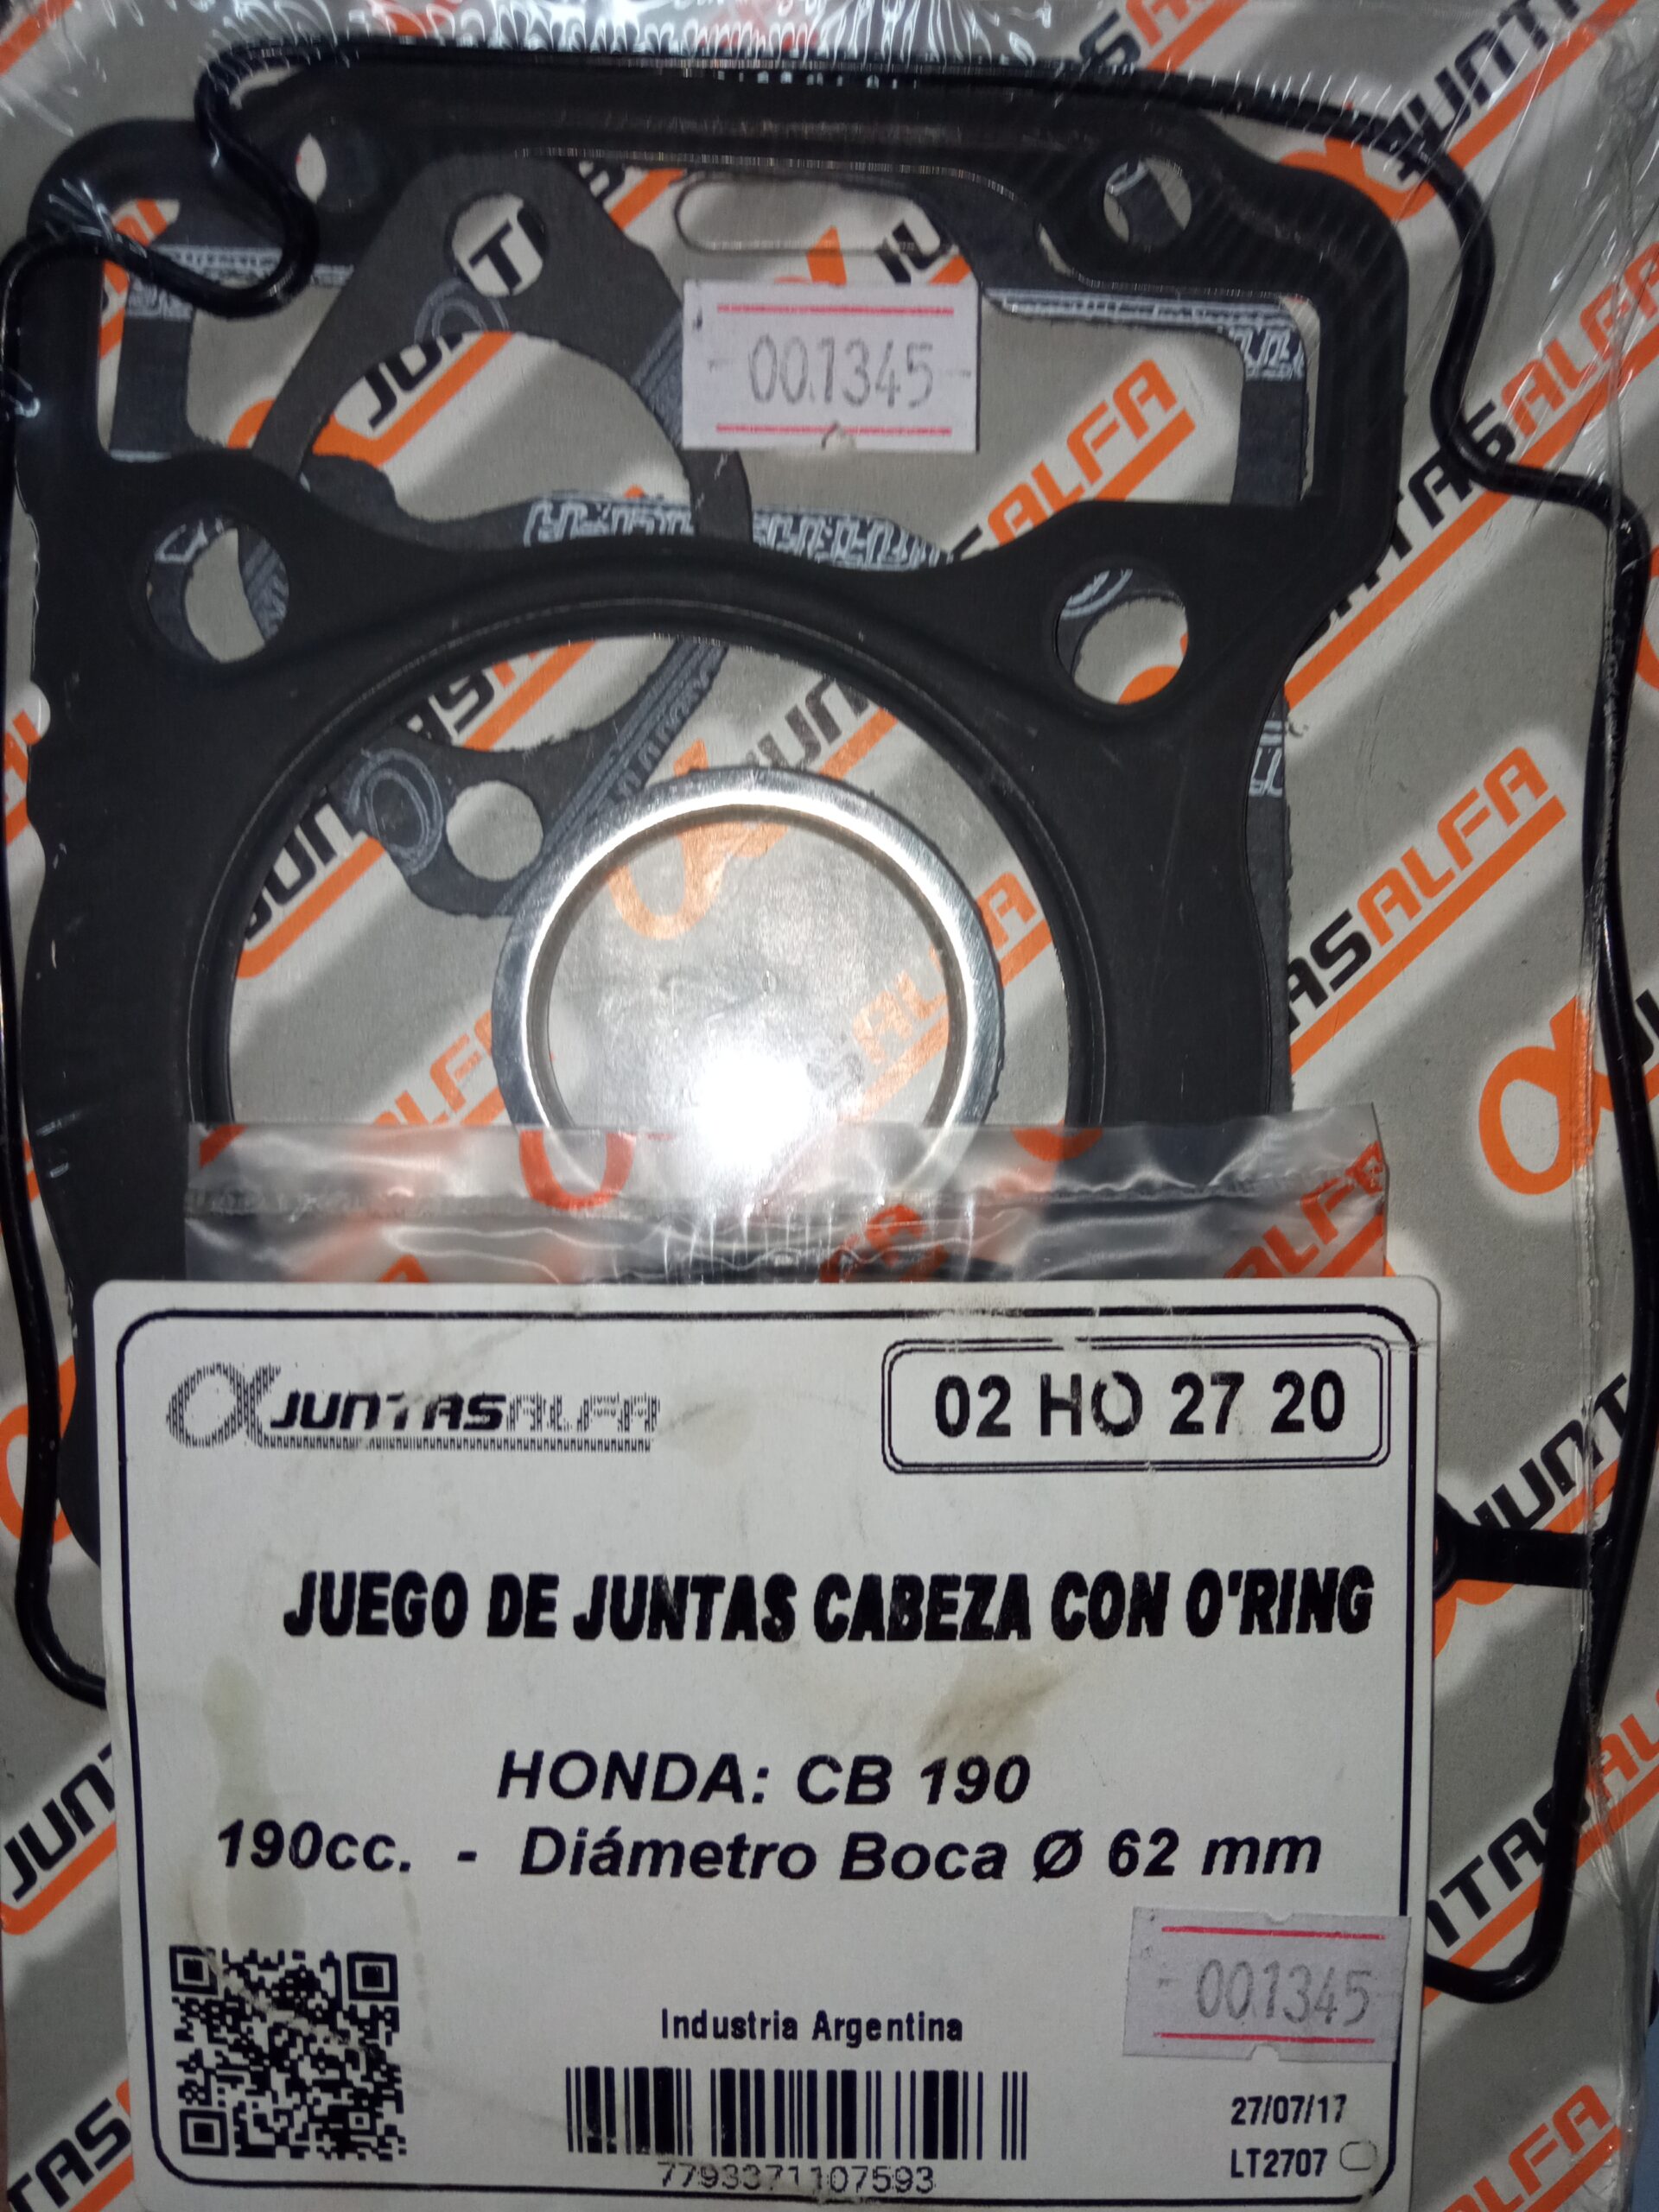 001345
JUNTASALFA
02 HO 27 20
JUEGO DE JUNTAS CABEZA CON O'RING
HONDA: CB 190
190cc. - Diámetro Boca Ø 62 mm
001345
Industria Argentina
27/07/17
LT2707
7793371107593